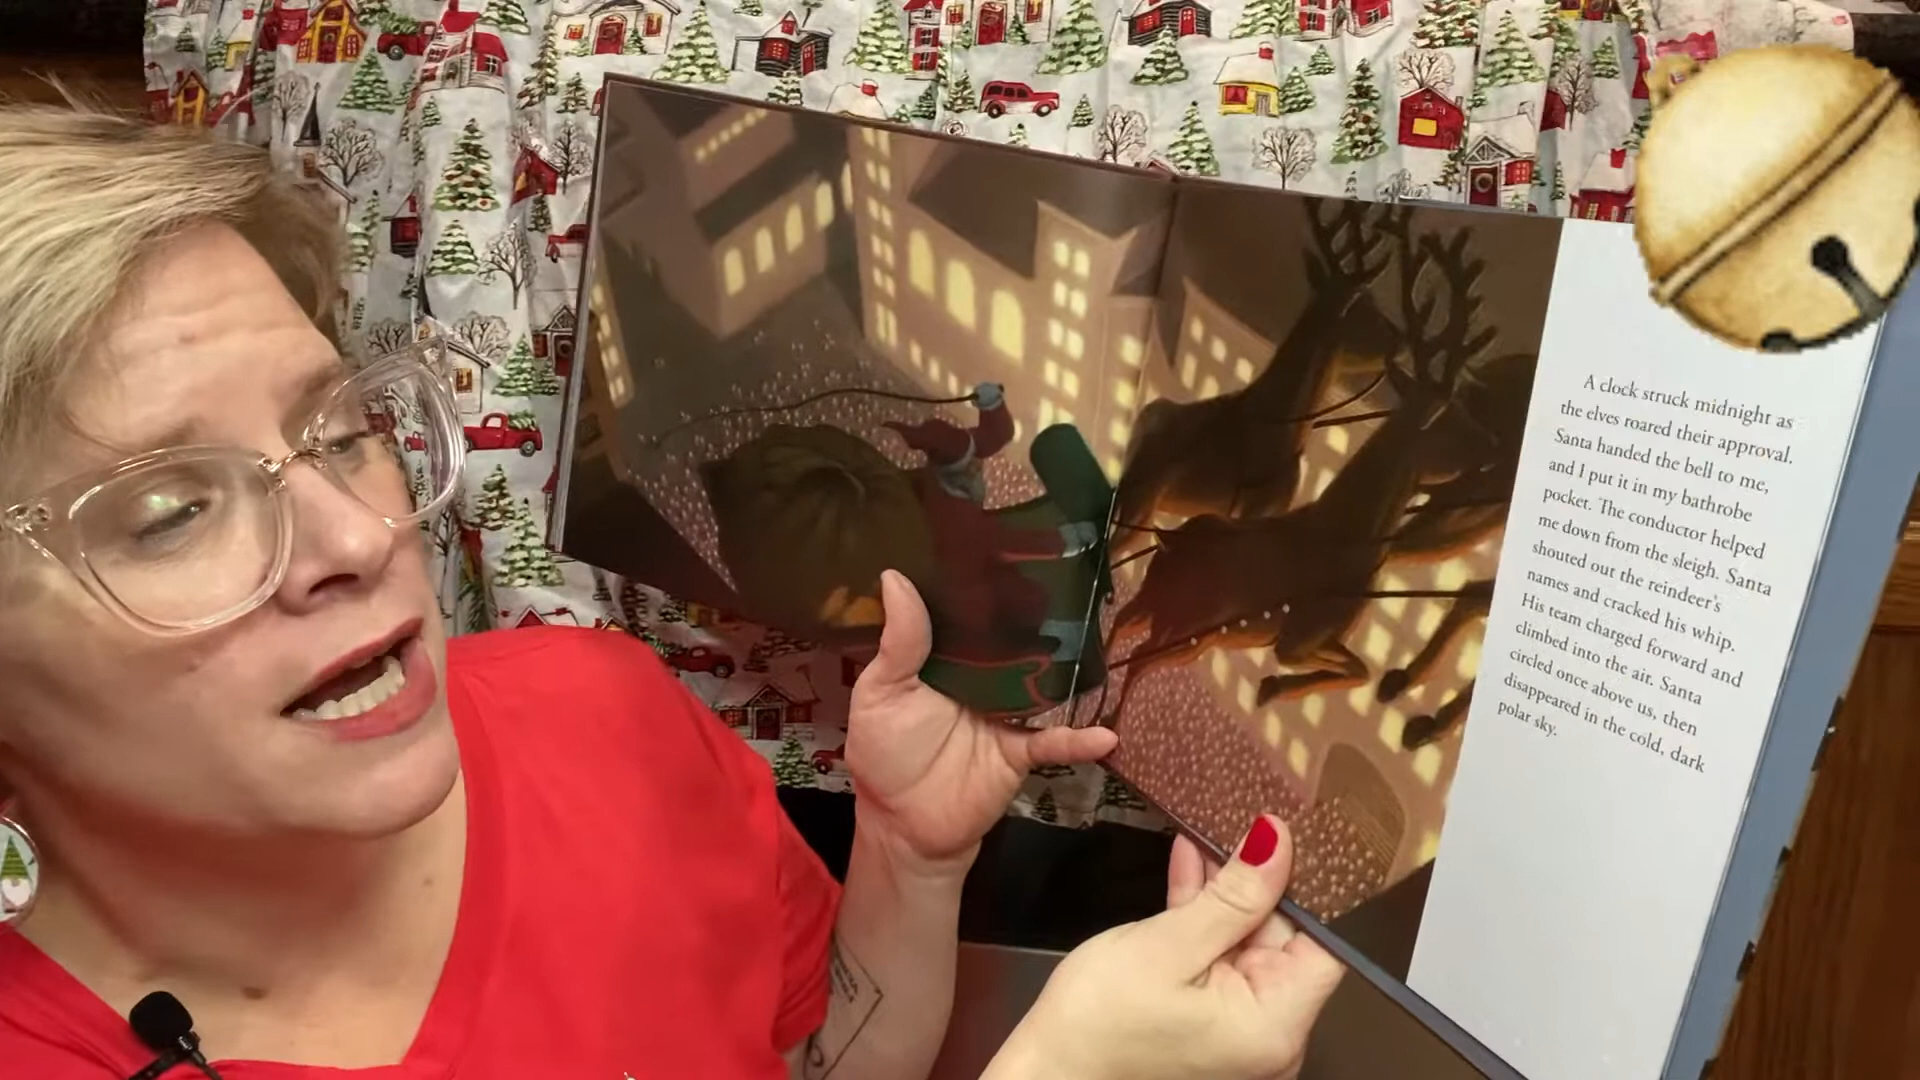 A clock struck midnight as
the elves roared their approval.
Santa handed the bell to me,
and I put it in my bathrobe
pocket. The conductor helped
me down from the sleigh. Santa
shouted out the reindeer's
names and cracked his whip.
His team charged forward and
climbed into the air. Santa
circled once above us, then
disappeared in the cold, dark
polar sky.